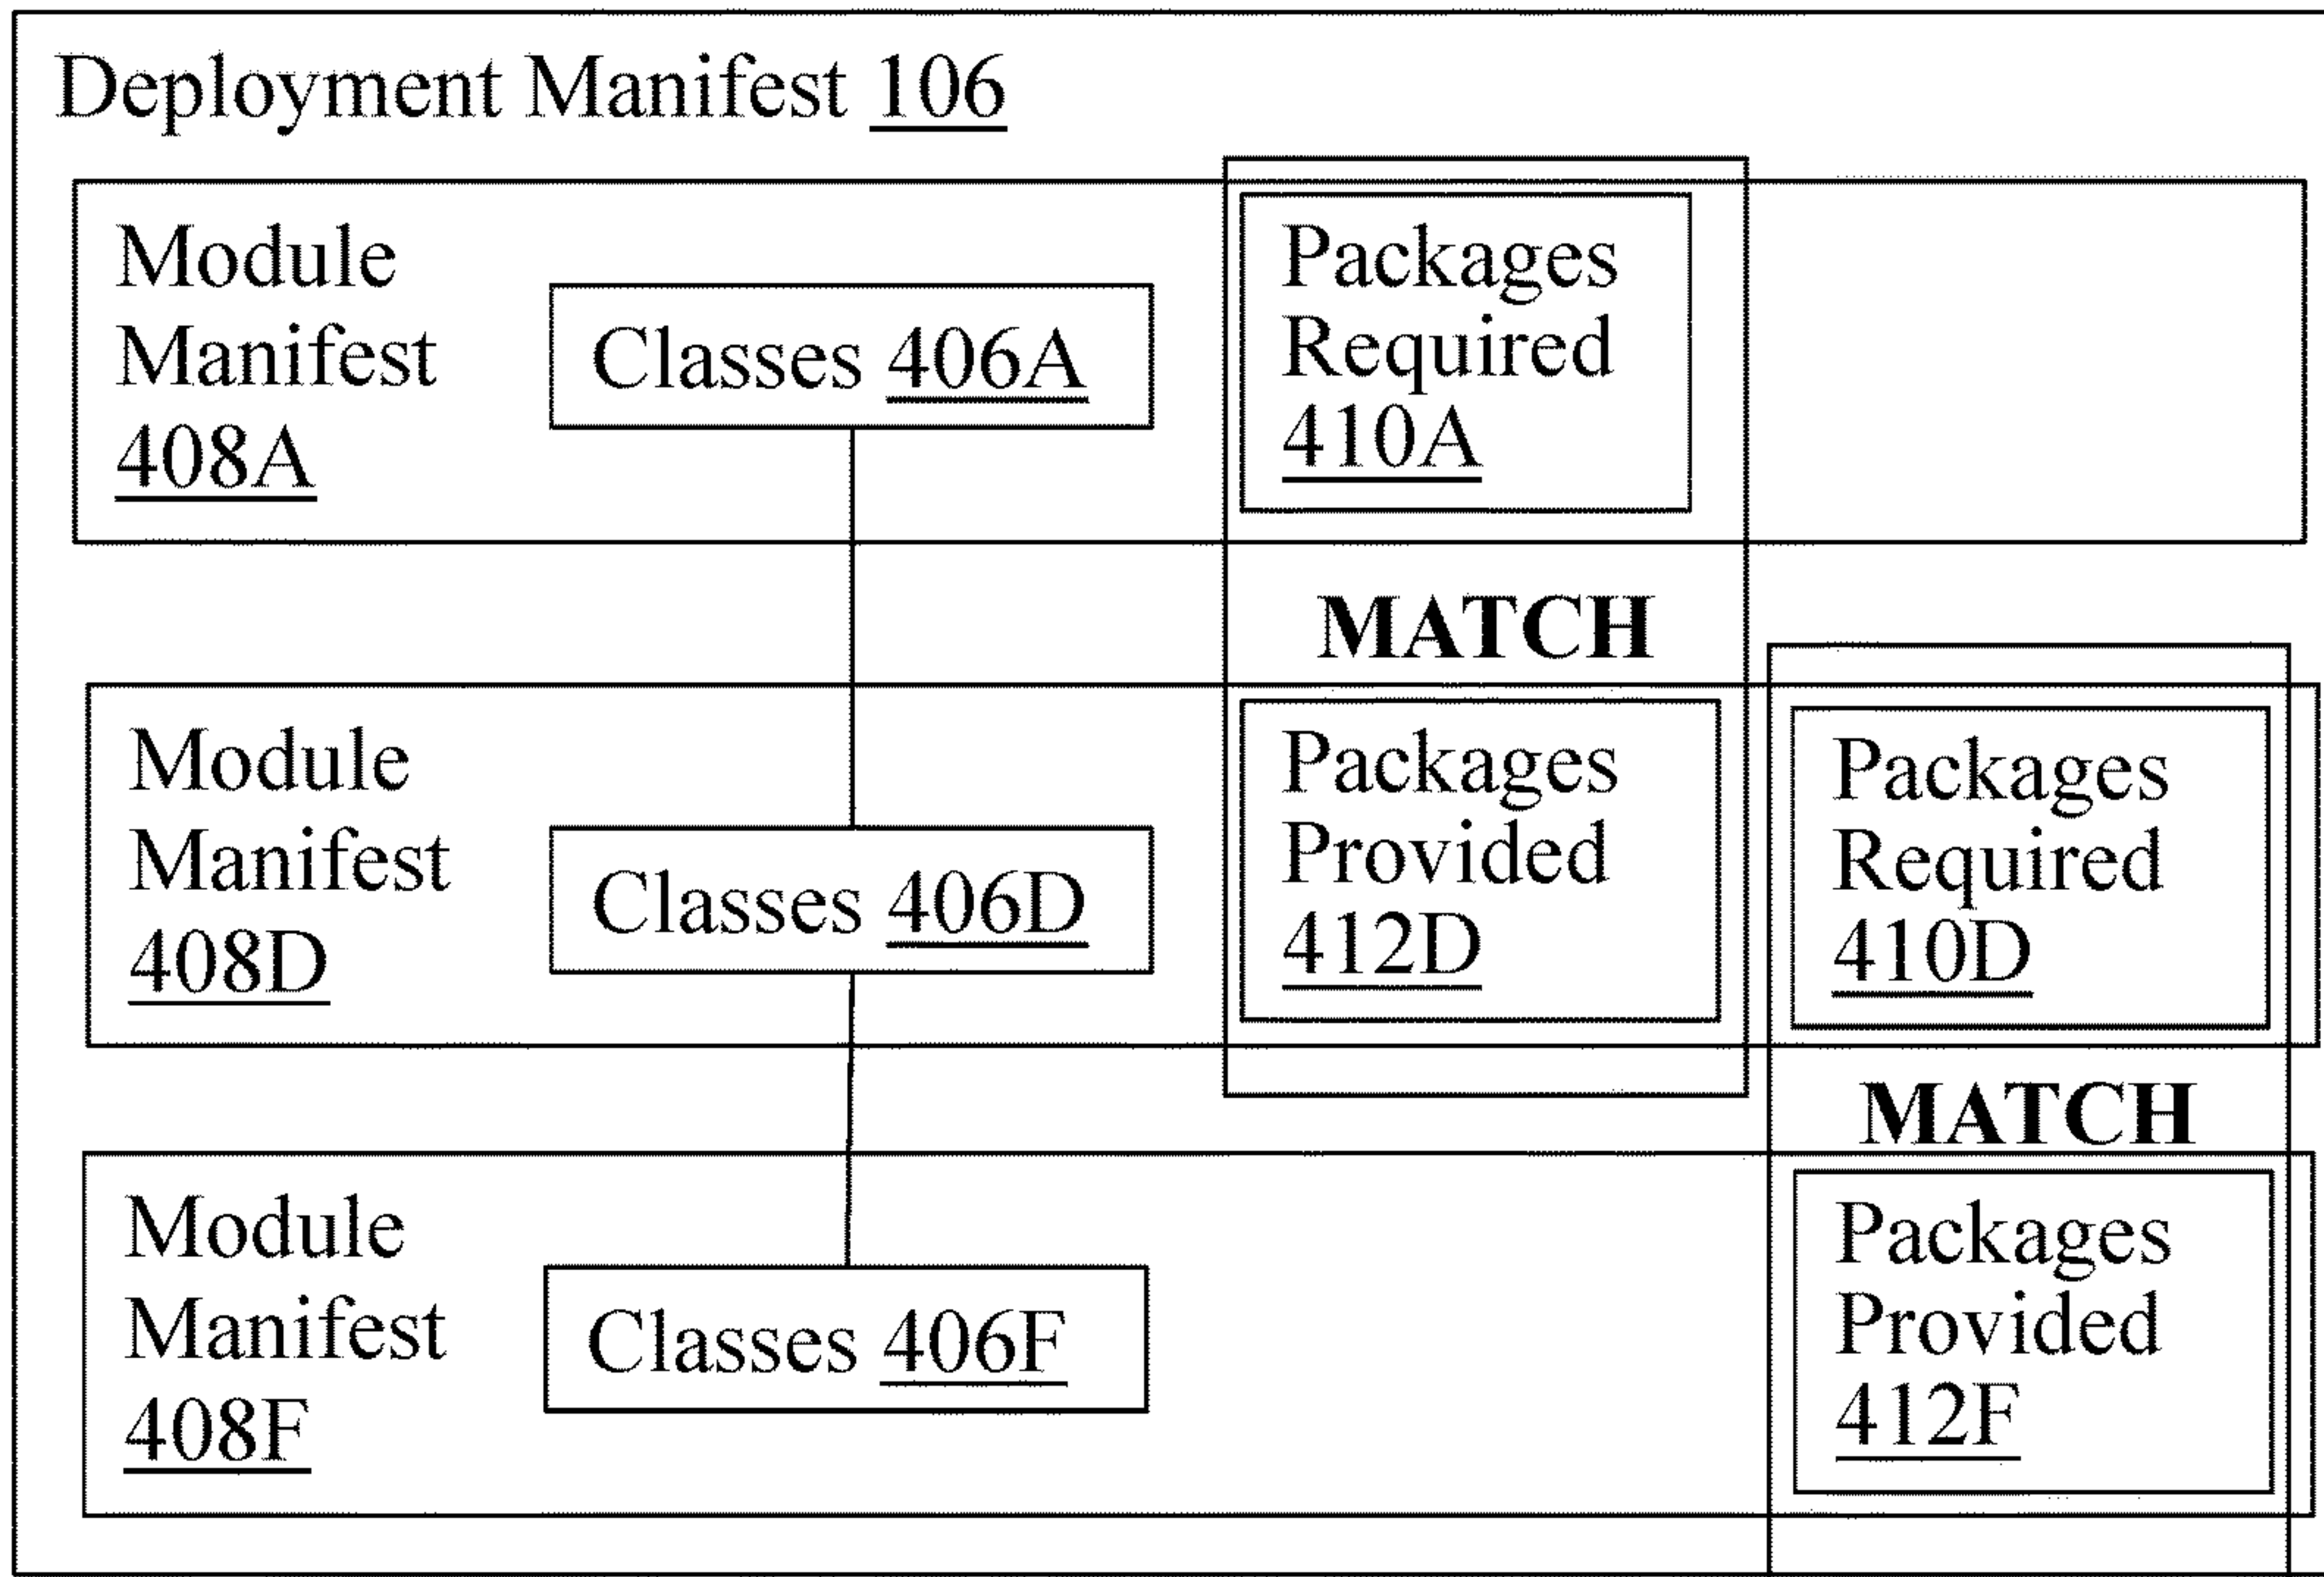 Deployment Manifest 106
Module
Manifest
408A
Classes 406A
Packages
Required
410A
MATCH
Module
Manifest
408D
Classes 406D
Packages
Provided
412D
Packages
Required
410D
MATCH
Module
Manifest
408F
Classes 406F
Packages
Provided
412F